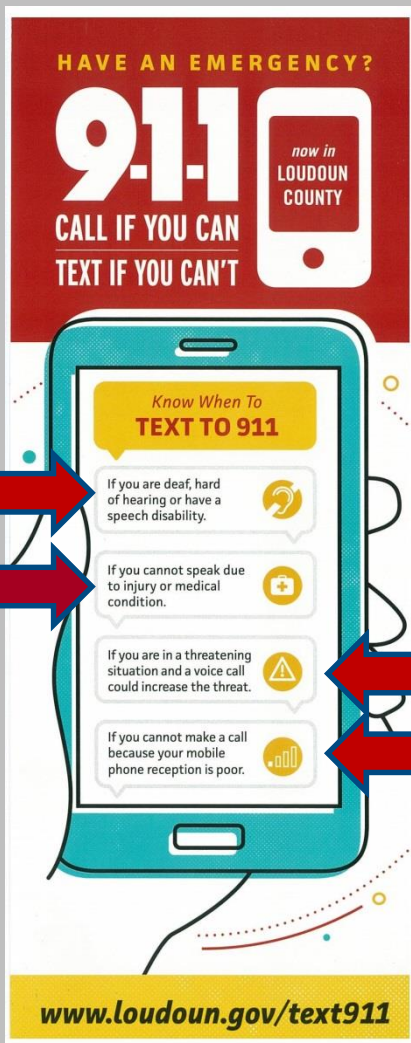 HAVE AN EMERGENCY?
9-1-1
CALL IF YOU CAN
TEXT IF YOU CAN'T
now in
LOUDOUN
COUNTY
Know When To
TEXT TO 911
If you are deaf, hard
of hearing or have a
speech disability.
If you cannot speak due
to injury or medical
condition.
If you are in a threatening
situation and a voice call
could increase the threat.
If you cannot make a call
because your mobile
phone reception is poor.
www.loudoun.gov/text911